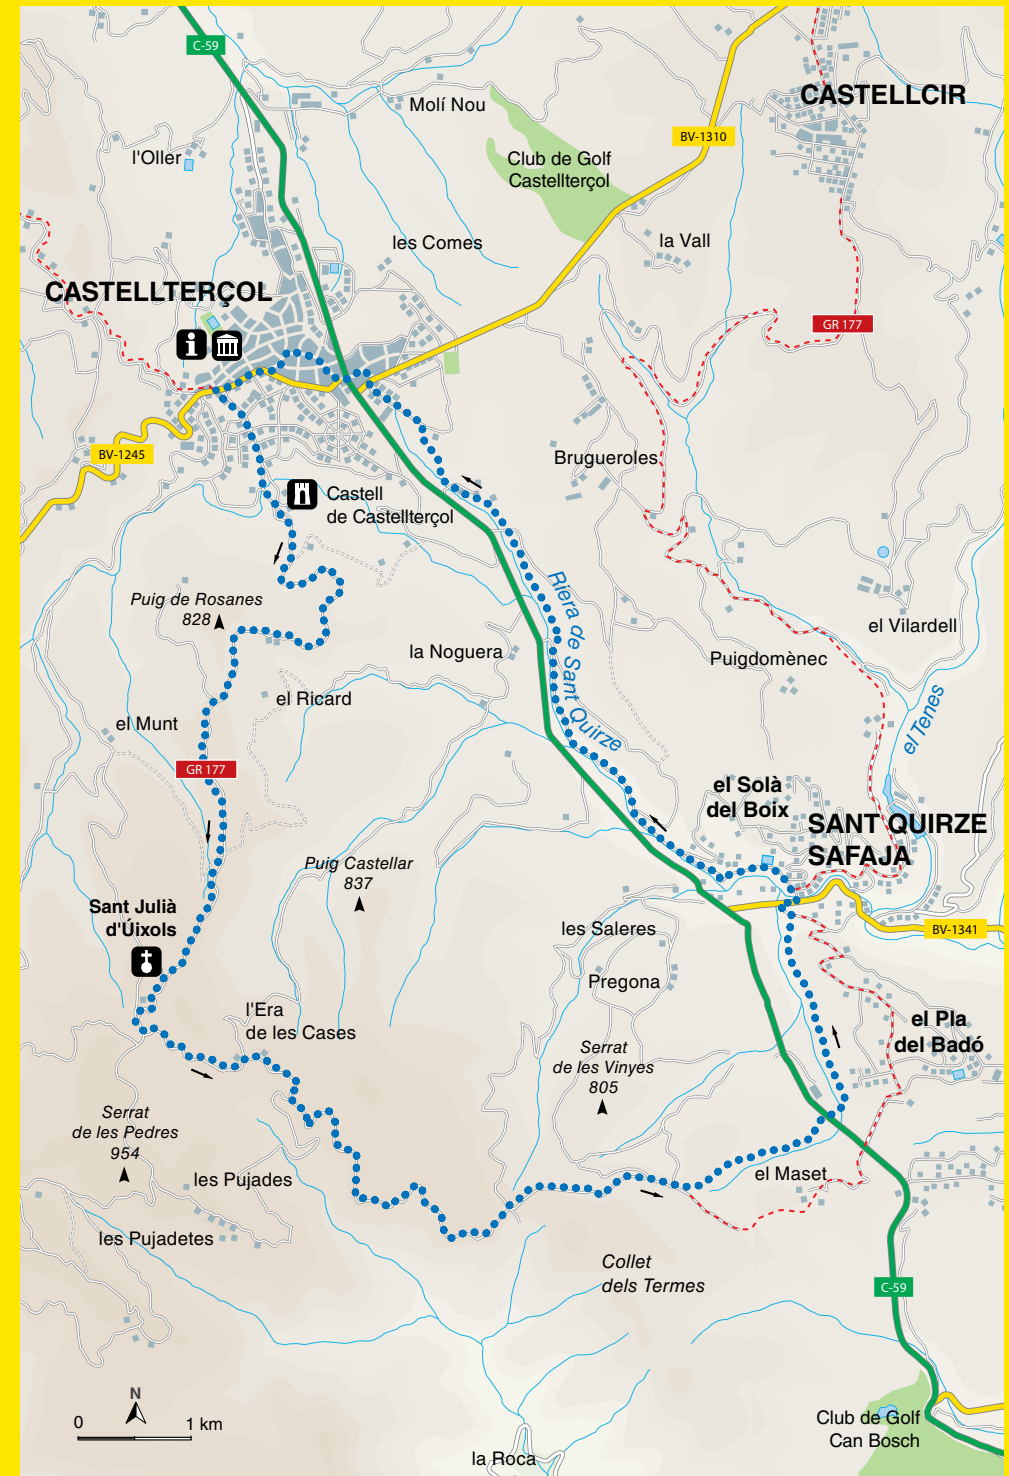 C-59
Molí Nou
CASTELLCIR
BV-1310
l'Oller
Club de Golf
Castellterçol
les Comes
la Vall
CASTELLTERÇOL
GR 177
i
BV-1245
Brugueroles
Castell
de Castellterçol
Puig de Rosanes
828
Riera de Sant Quirze
el Vilardell
la Noguera
Puigdomènec
el Ricard
el Munt
el Tenes
GR 177
el Solà
del Boix
SANT QUIRZE
SAFAJA
Puig Castellar
837
Sant Julià
d'Úixols
les Saleres
BV-1341
Pregona
l'Era
de les Cases
el Pla
del Badó
Serrat
de les Vinyes
805
Serrat
de les Pedres
954
les Pujades
el Maset
les Pujadetes
Collet
dels Termes
C-59
N
0
1 km
Club de Golf
Can Bosch
la Roca